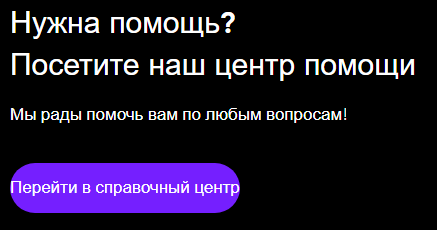 Нужна помощь?
Посетите наш центр помощи
Мы рады помочь вам по любым вопросам!
Перейти в справочный центр